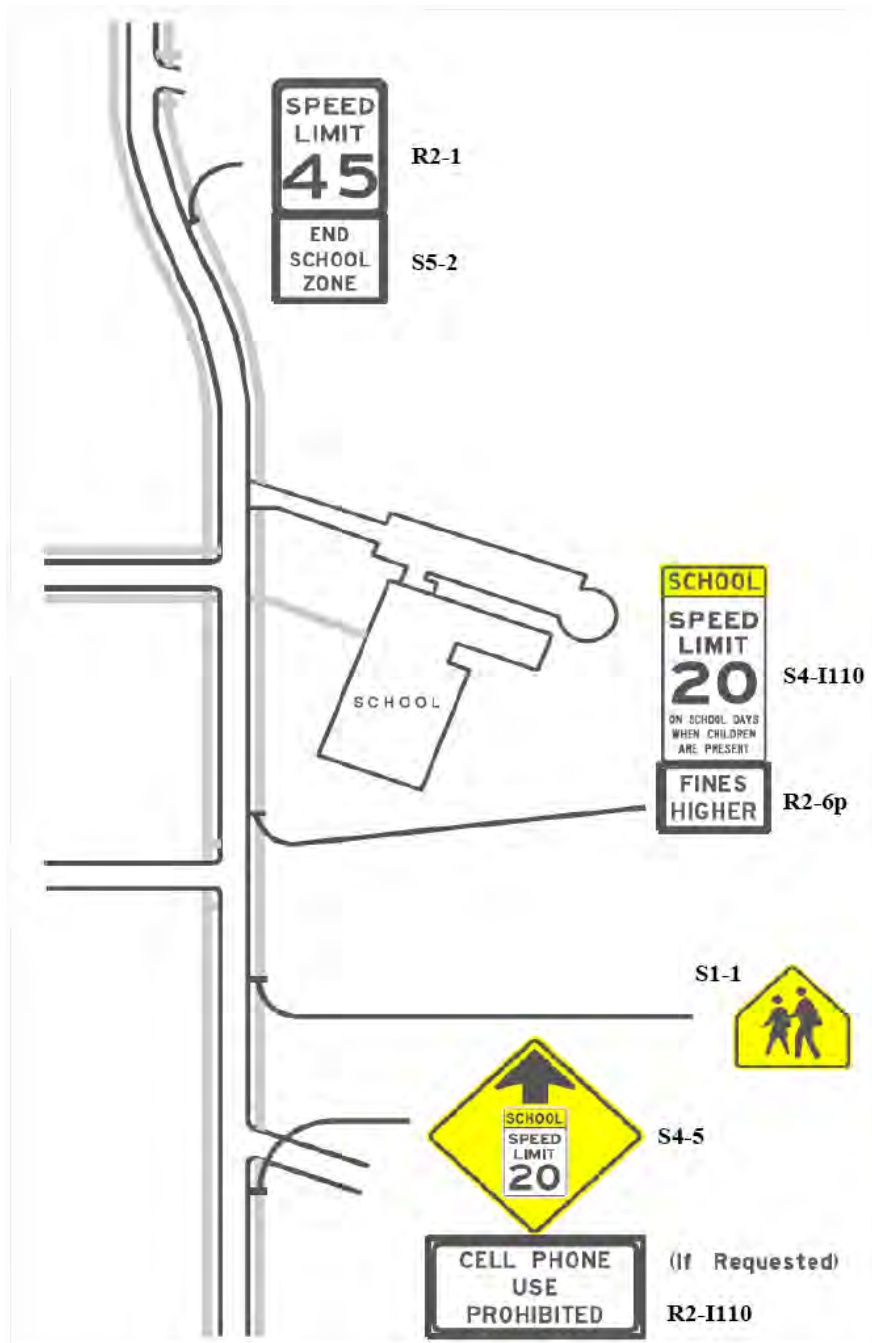 SPEED
LIMIT
45
R2-1
END
SCHOOL
ZONE
S5-2
SCHOOL
SPEED
LIMIT
20
ON SCHOOL DAYS
WHEN CHILDREN
ARE PRESENT
S4-I110
SCHOOL
FINES
HIGHER
R2-6p
S1-1
SCHOOL
SPEED
LIMIT
20
S4-5
CELL PHONE
USE
PROHIBITED
(If Requested)
R2-I110